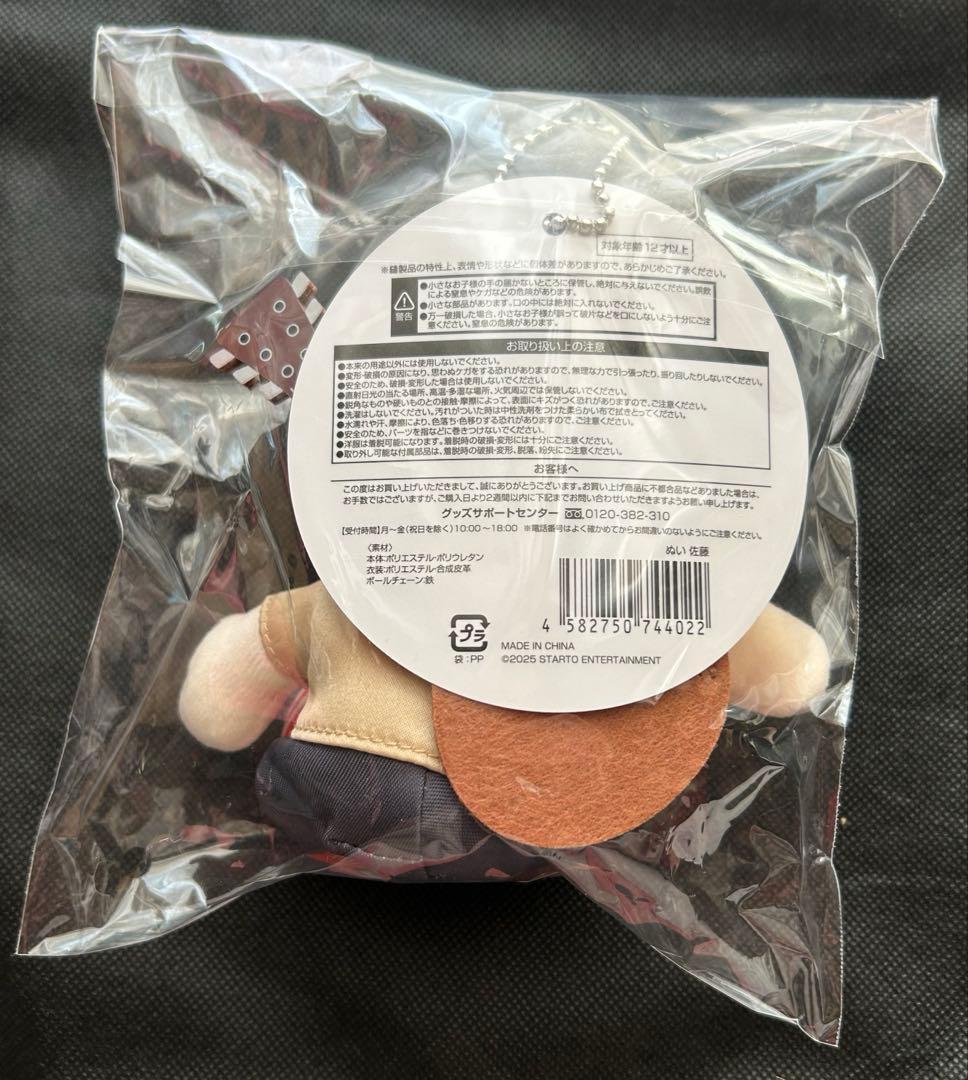 対象年齢12才以上
※縫製品の特性上、表情や形状などに個体差がありますので、あらかじめご了承ください。
警告
●小さなお子様の手の届かないところに保管し、絶対に与えないでください。誤飲
による窒息やケガなどの危険があります。
●小さな部品があります。口の中には絶対に入れないでください。
●万一破損した場合、小さなお子様が誤って破片などを口にしないよう十分にご注
意ください。窒息の危険があります。
お取り扱い上の注意
●本来の用途以外には使用しないでください。
●変形・破損の原因になり、思わぬケガをする恐れがありますので、無理な力で引っ張ったり、振り回したりしないでください。
●安全のため、破損・変形した場合は使用しないでください。
●直射日光の当たる場所、高温・多湿な場所、火気周辺では保管しないでください。
●鋭角なものや硬いものとの接触・摩擦によって、表面にキズがつく恐れがありますので、ご注意ください。
●洗濯はしないでください。汚れがついた時は中性洗剤をつけた柔らかい布で拭きとってください。
●水濡れや汗、摩擦により、色落ち・色移りする恐れがありますので、ご注意ください。
●安全のため、パーツを指などに巻きつけないでください。
●洋服は着脱可能になります。着脱時の破損・変形には十分にご注意ください。
●取り外し可能な付属部品は、着脱時の破損・変形、脱落、紛失にご注意ください。
お客様へ
この度はお買い上げいただきまして、誠にありがとうございます。お買い上げ商品に不都合品などありました場合は、
お手数ではございますが、ご購入日より2週間以内に下記までお問い合わせいただきますようお願い申し上げます。
グッズサポートセンター 0120-382-310
【受付時間】月～金(祝日を除く)10:00～18:00 ※電話番号はよく確かめてからお間違いのないようにご注意ください。
〈素材〉
本体:ポリエステル・ポリウレタン
衣装:ポリエステル・合成皮革
ボールチェーン:鉄
ぬい 佐藤
4 582750 744022
プラ
袋:PP
MADE IN CHINA
©2025 STARTO ENTERTAINMENT